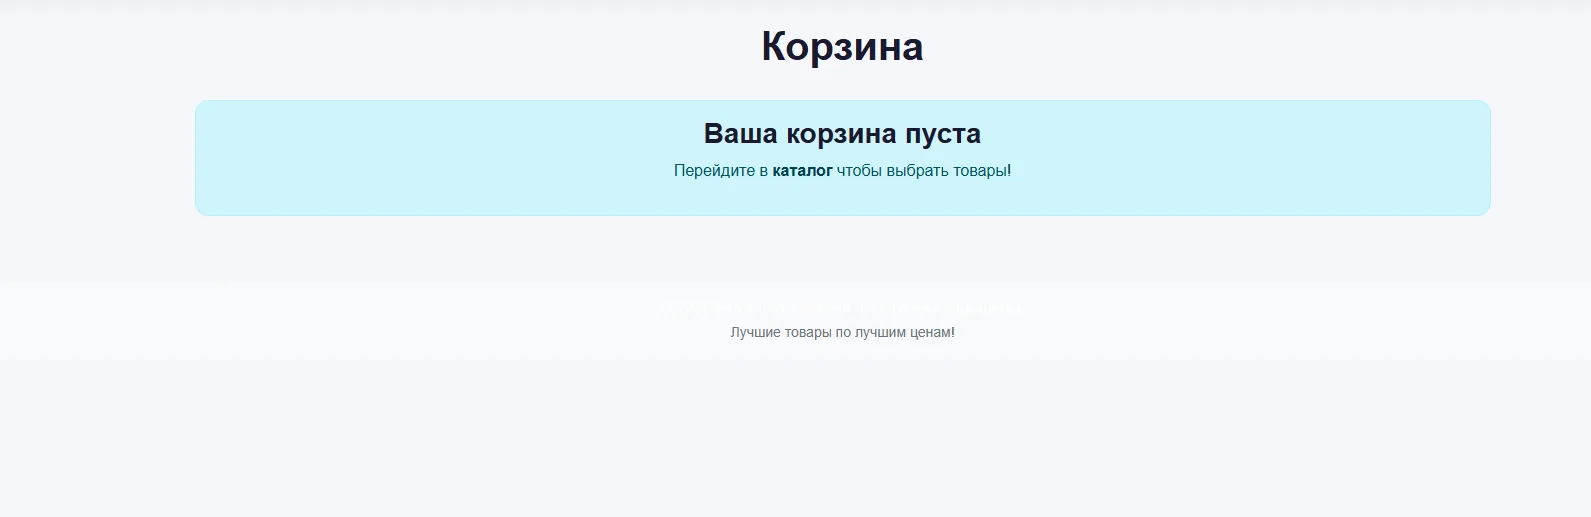 Корзина
Ваша корзина пуста
Перейдите в каталог чтобы выбрать товары!
Лучшие товары по лучшим ценам!